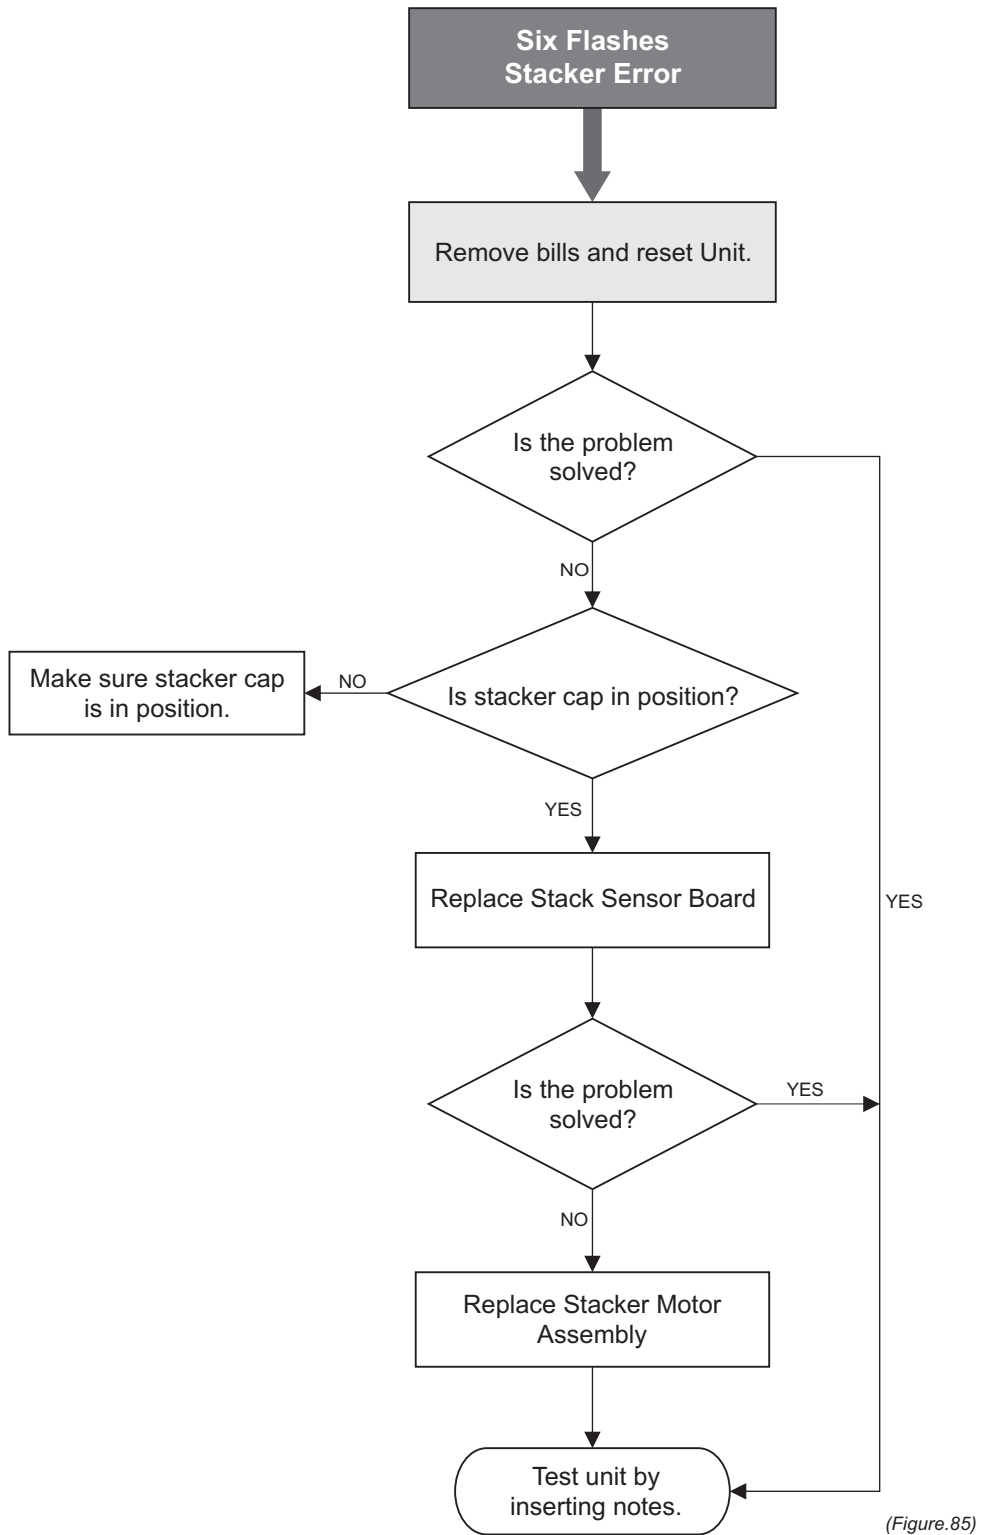 Six Flashes
Stacker Error
Remove bills and reset Unit.
Is the problem
solved?
NO
Is stacker cap in position?
NO
Make sure stacker cap
is in position.
YES
Replace Stack Sensor Board
YES
Is the problem
solved?
YES
NO
Replace Stacker Motor
Assembly
Test unit by
inserting notes.
(Figure.85)